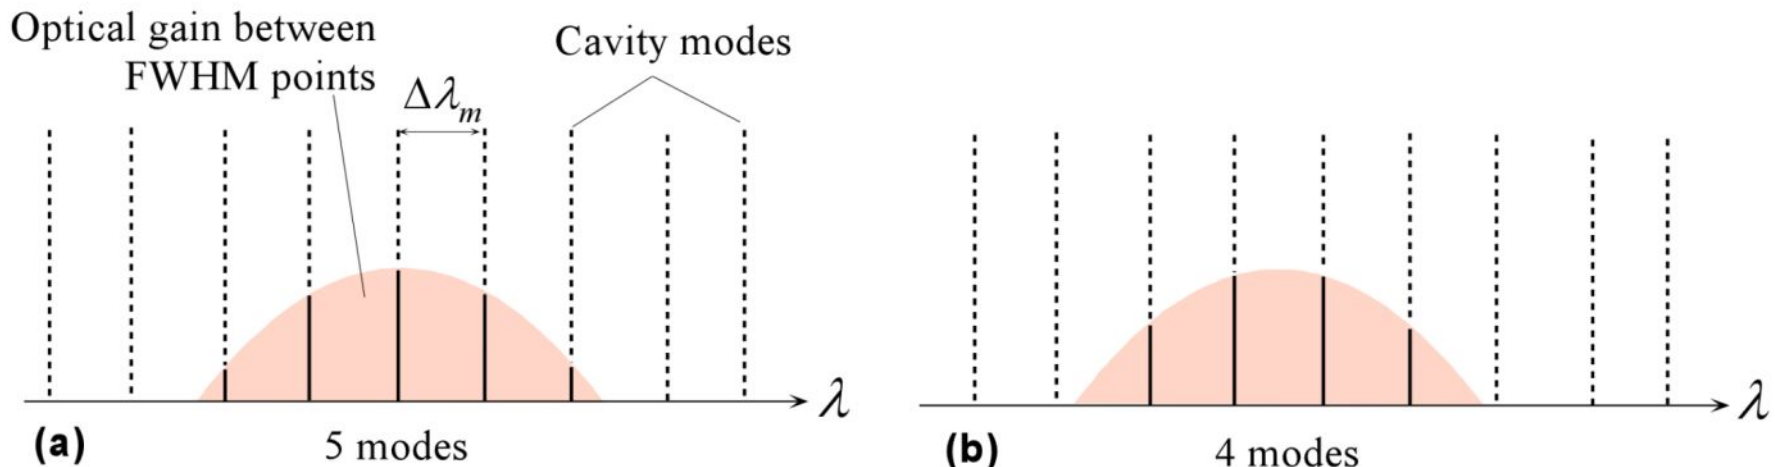 Optical gain between
FWHM points
Cavity modes
Δλm
λ
(a)
5 modes
λ
(b)
4 modes